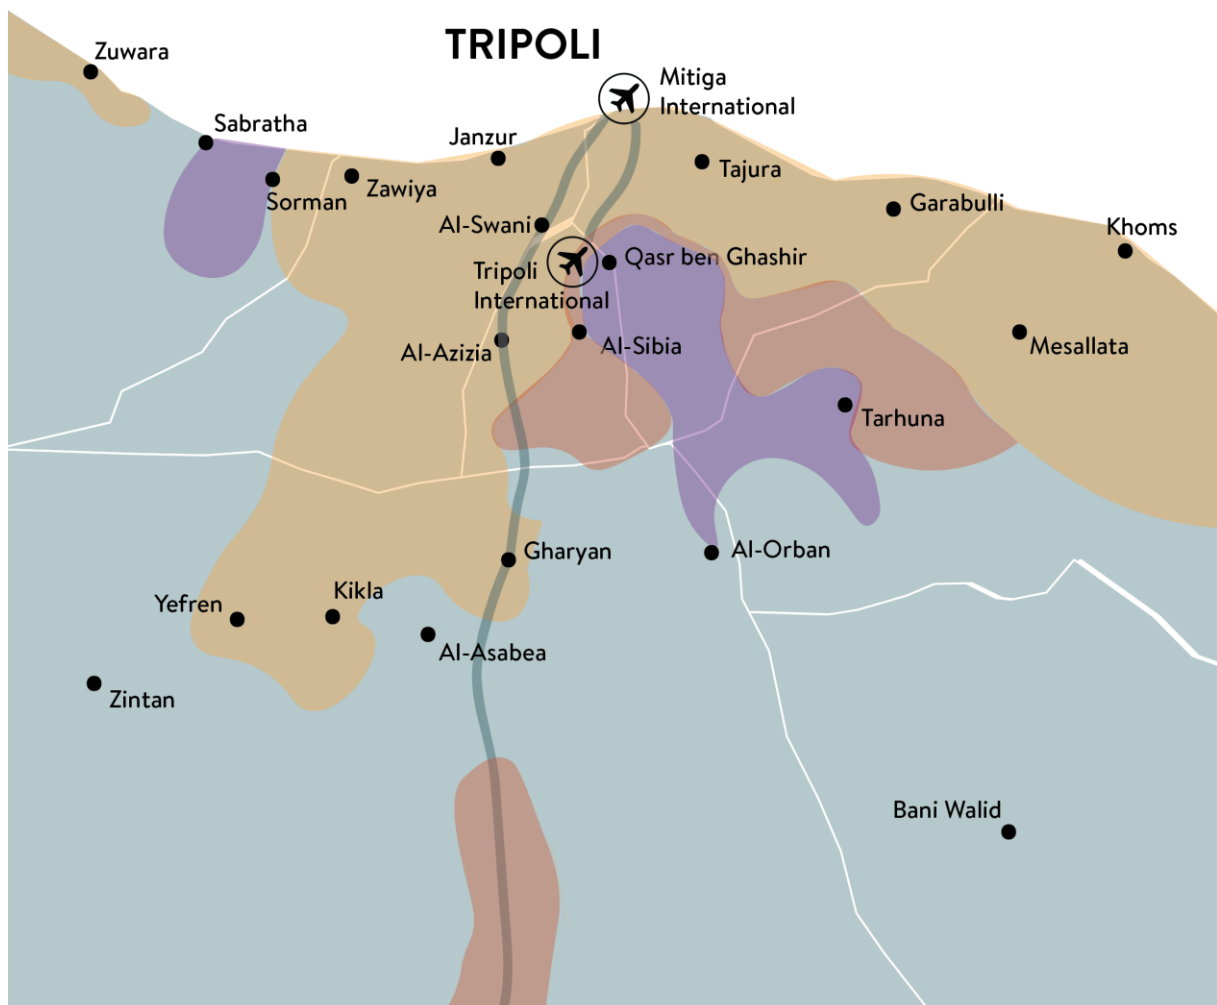 TRIPOLI
Zuwara
Mitiga
International
Sabratha
Janzur
Tajura
Zawiya
Sorman
Garabulli
Al-Swani
Khoms
Qasr ben Ghashir
Tripoli
International
Al-Azizia
Al-Sibia
Mesallata
Tarhuna
Gharyan
Al-Orban
Kikla
Yefren
Al-Asabea
Zintan
Bani Walid